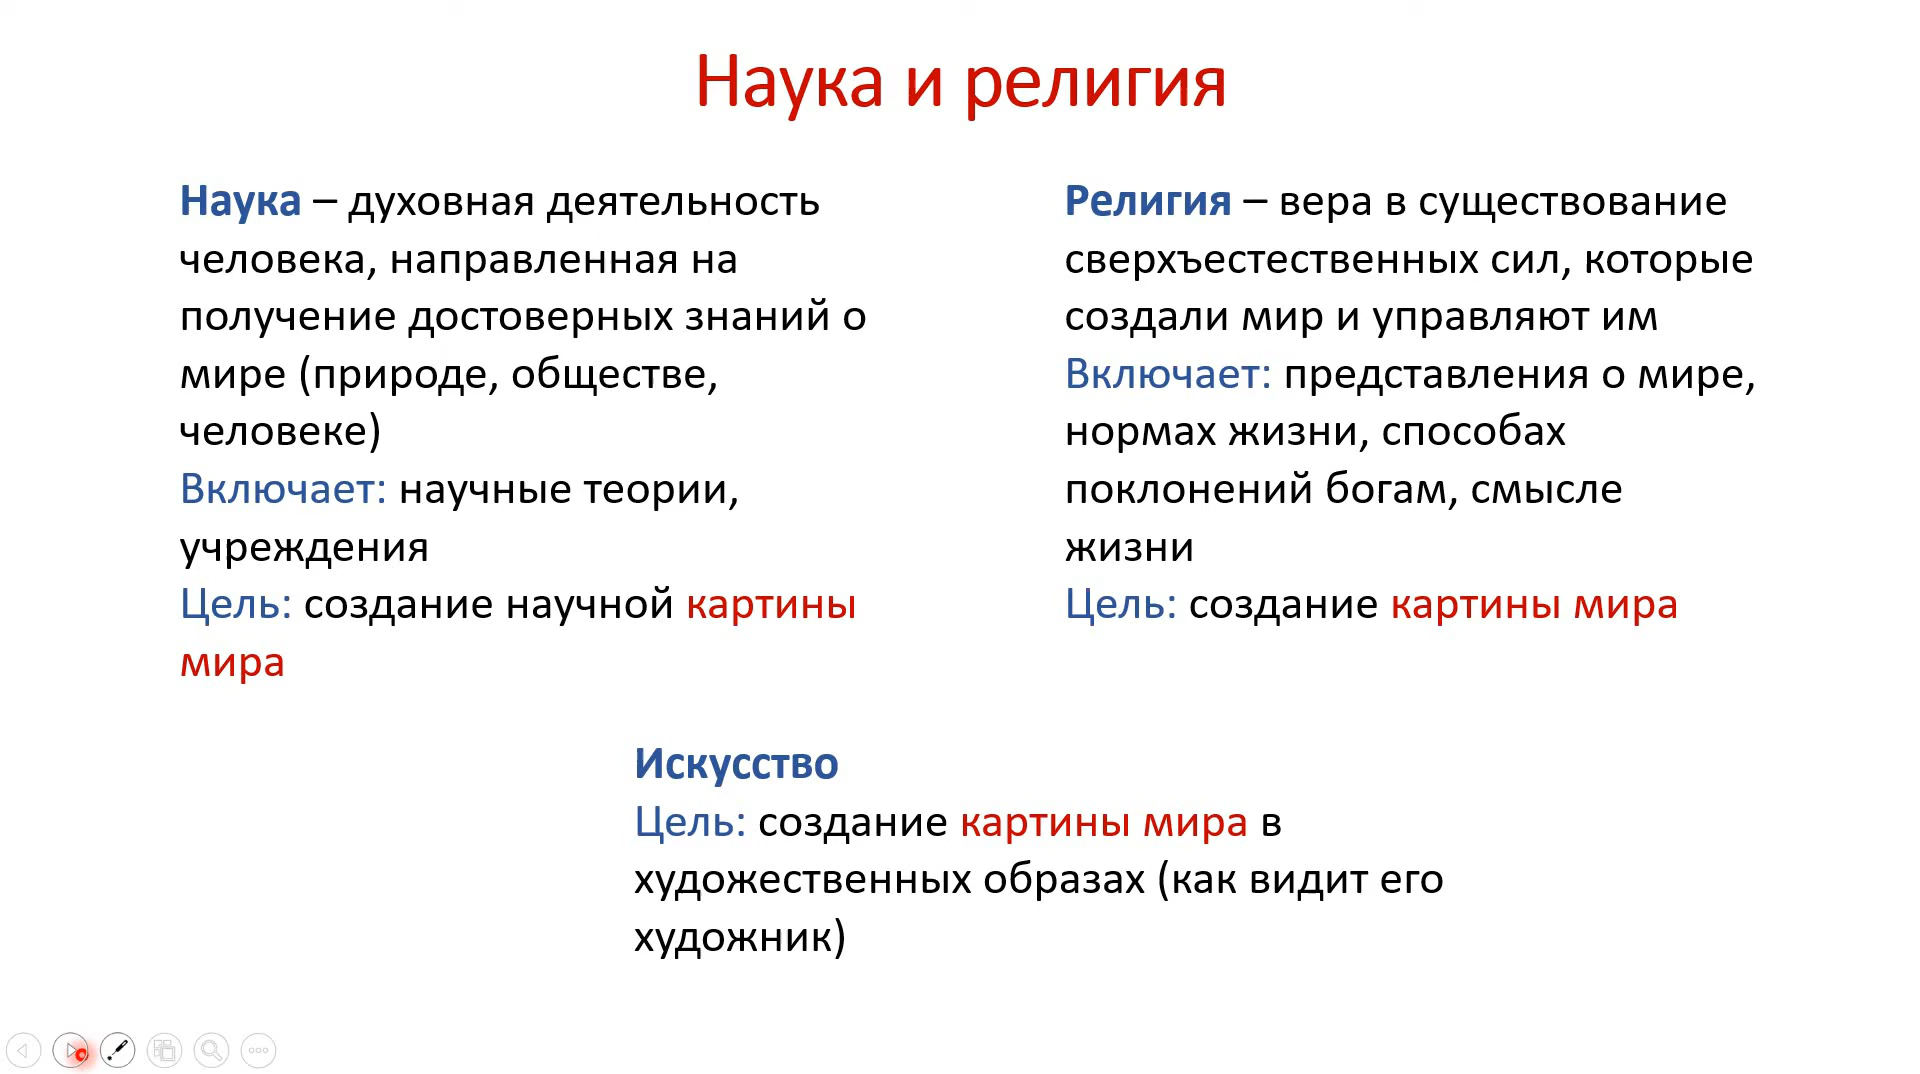 Наука и религия
Наука – духовная деятельность
человека, направленная на
получение достоверных знаний о
мире (природе, обществе,
человеке)
Включает: научные теории,
учреждения
Цель: создание научной картины
мира
Религия – вера в существование
сверхъестественных сил, которые
создали мир и управляют им
Включает: представления о мире,
нормах жизни, способах
поклонений богам, смысле
жизни
Цель: создание картины мира
Искусство
Цель: создание картины мира в
художественных образах (как видит его
художник)